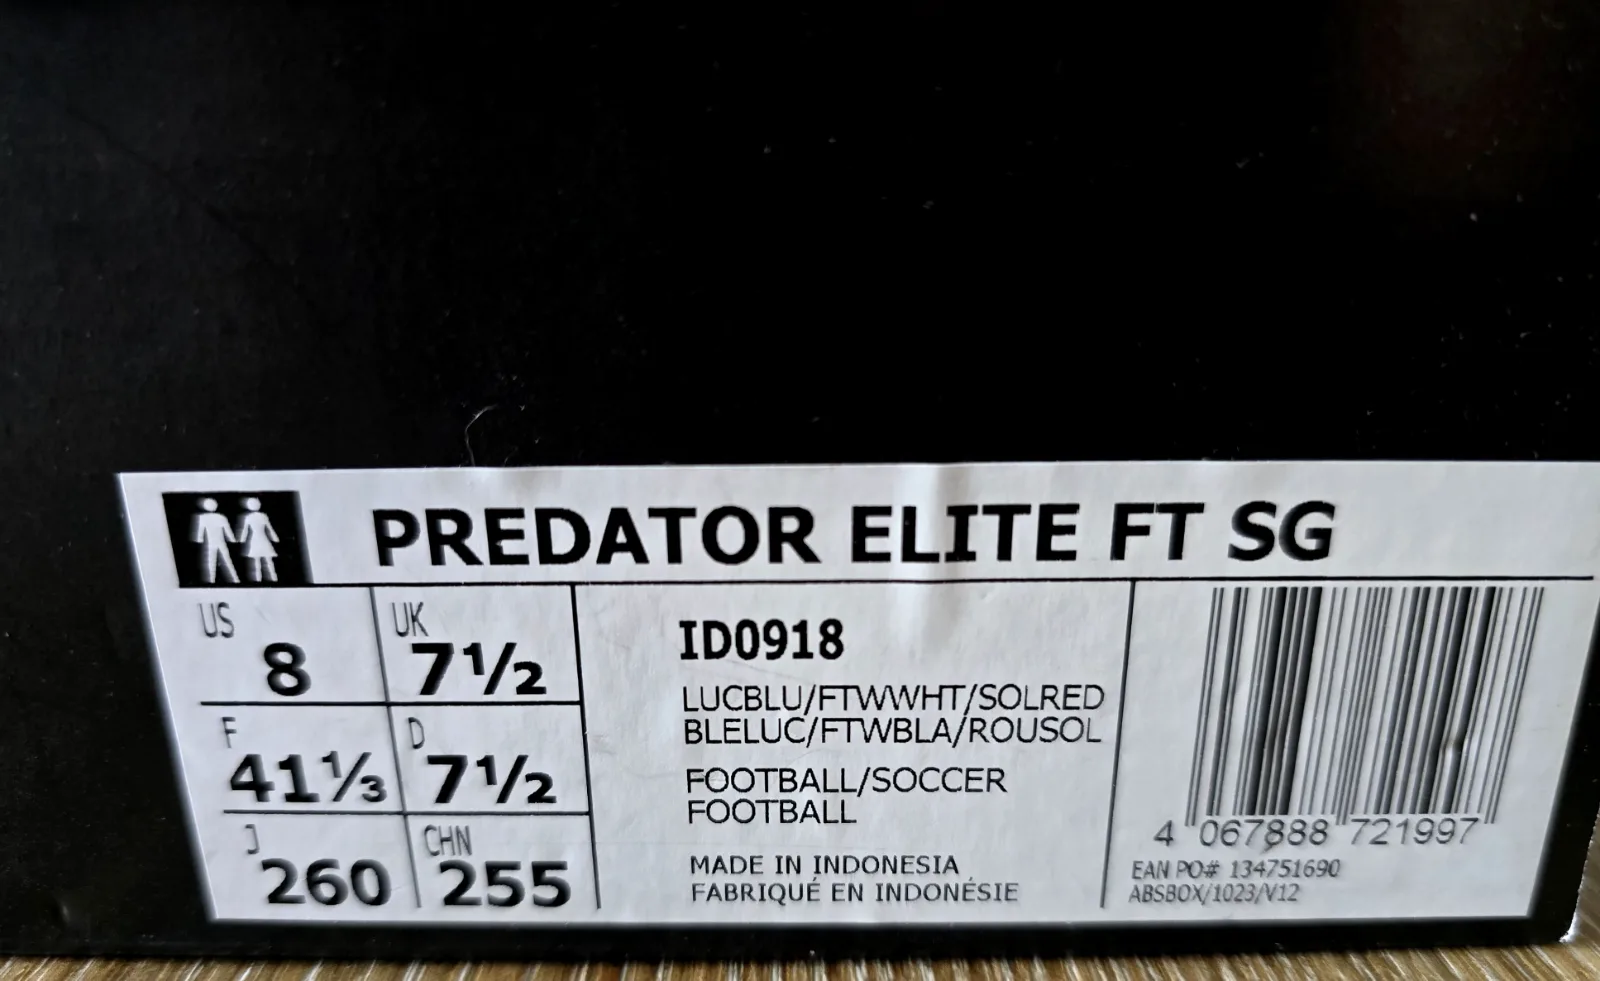 PREDATOR ELITE FT SG
US 8 UK 7½
F 41⅓ D 7½
J 260 CHN 255
ID0918
LUCBLU/FTWWHT/SOLRED
BLELUC/FTWBLA/ROUSOL
FOOTBALL/SOCCER
FOOTBALL
MADE IN INDONESIA
FABRIQUÉ EN INDONÉSIE
4 067888 721997
EAN PO# 134751690
ABSBOX/1023/V12